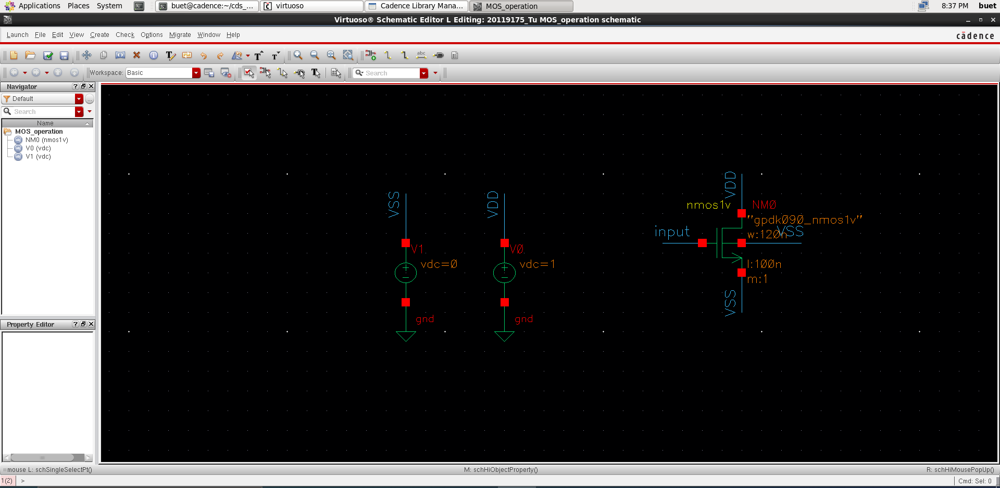 Applications Places System buet@cadence:~/cds_... virtuoso Cadence Library Mana... MOS_operation 8:37 PM buet
Virtuoso® Schematic Editor L Editing: 20119175_Tu MOS_operation schematic
Launch File Edit View Create Check Options Migrate Window Help cādence
abc
Workspace: Basic Search
Navigator
Default
Search
Name
MOS_operation
NM0 (nmos1v)
V0 (vdc)
V1 (vdc)
Property Editor
VSS
V1
vdc=0
gnd
VDD
V0
vdc=1
gnd
VDD
nmos1v NM0
"gpdk090_nmos1v"
input w:120n VSS
l:100n
m:1
VSS
mouse L: schSingleSelectPt() M: schHiObjectProperty() R: schHiMousePopUp()
1(2) > Cmd: Sel: 0